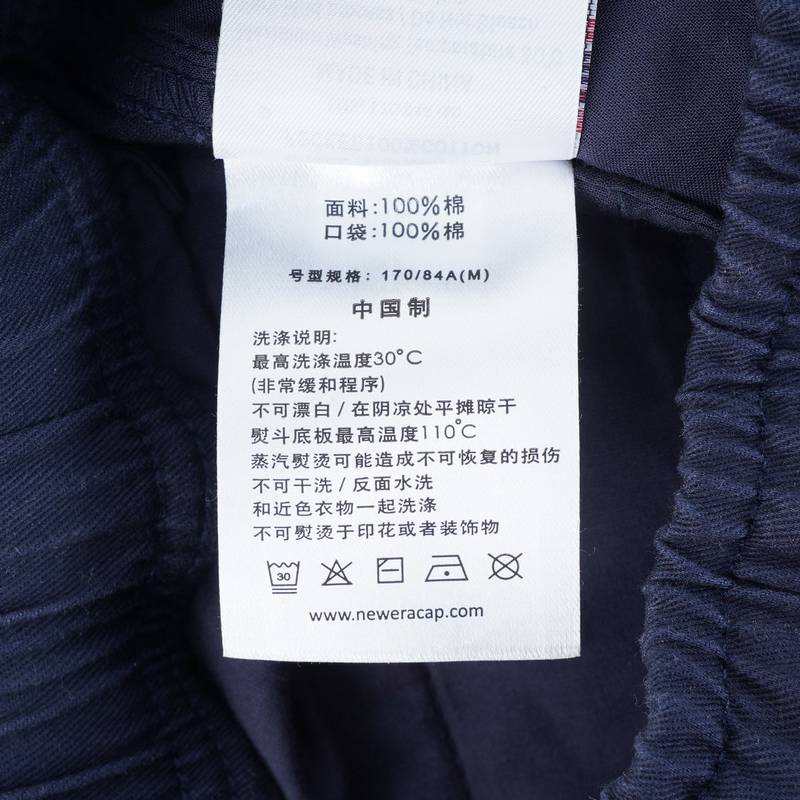 面料:100%棉
口袋:100%棉
号型规格: 170/84A(M)
中国制
洗涤说明:
最高洗涤温度30°C
(非常缓和程序)
不可漂白/在阴凉处平摊晾干
熨斗底板最高温度110°C
蒸汽熨烫可能造成不可恢复的损伤
不可干洗/反面水洗
和近色衣物一起洗涤
不可熨烫于印花或者装饰物
30
www.neweracap.com